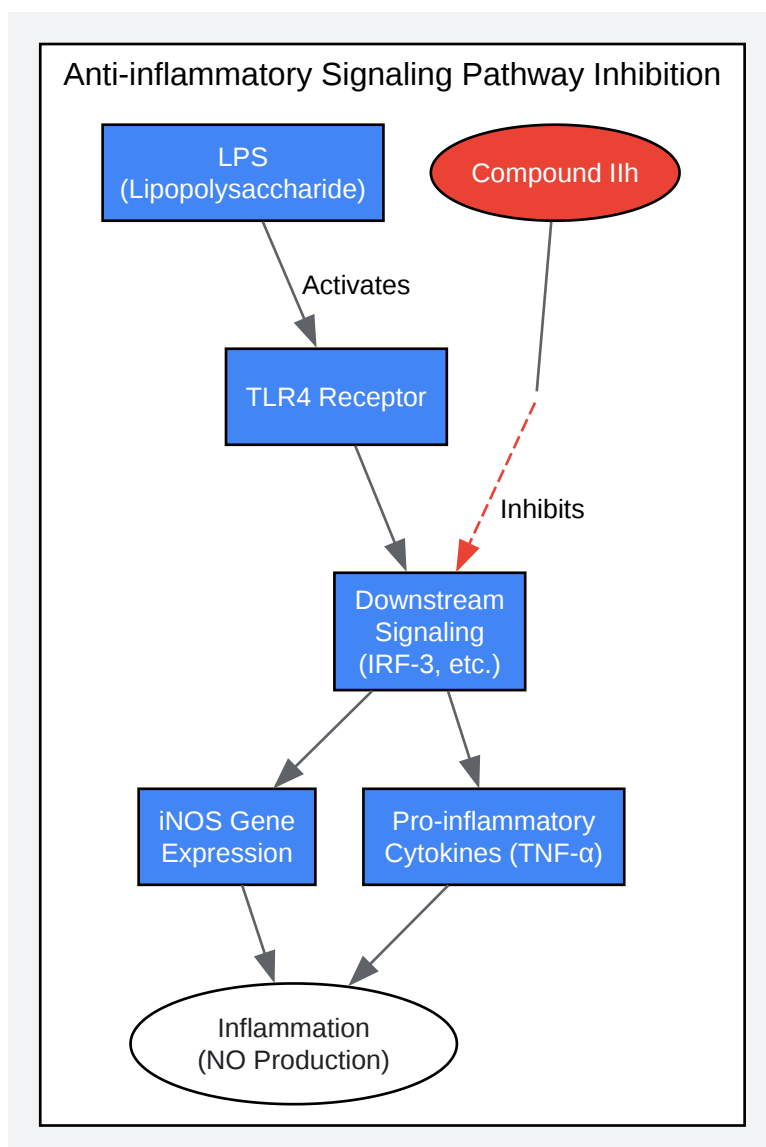 Anti-inflammatory Signaling Pathway Inhibition
LPS
(Lipopolysaccharide)
Compound IIh
Activates
TLR4 Receptor
Inhibits
Downstream
Signaling
(IRF-3, etc.)
iNOS Gene
Expression
Pro-inflammatory
Cytokines (TNF-α)
Inflammation
(NO Production)